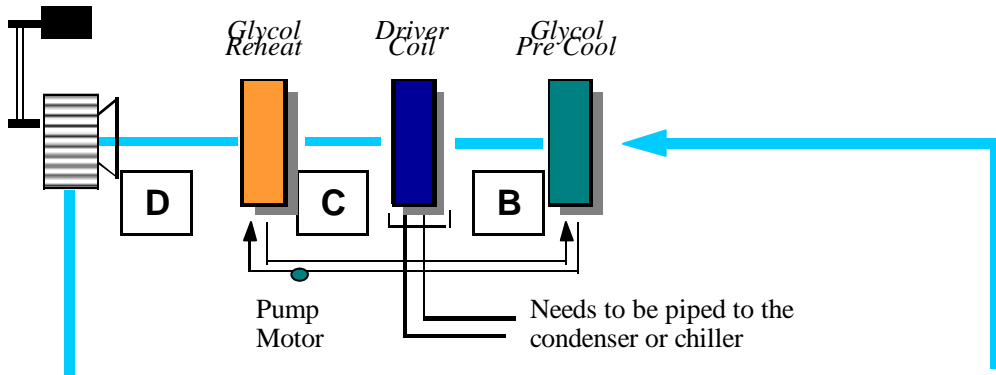 Glycol
Reheat
Driver
Coil
Glycol
Pre Cool
D
C
B
Pump
Motor
Needs to be piped to the
condenser or chiller